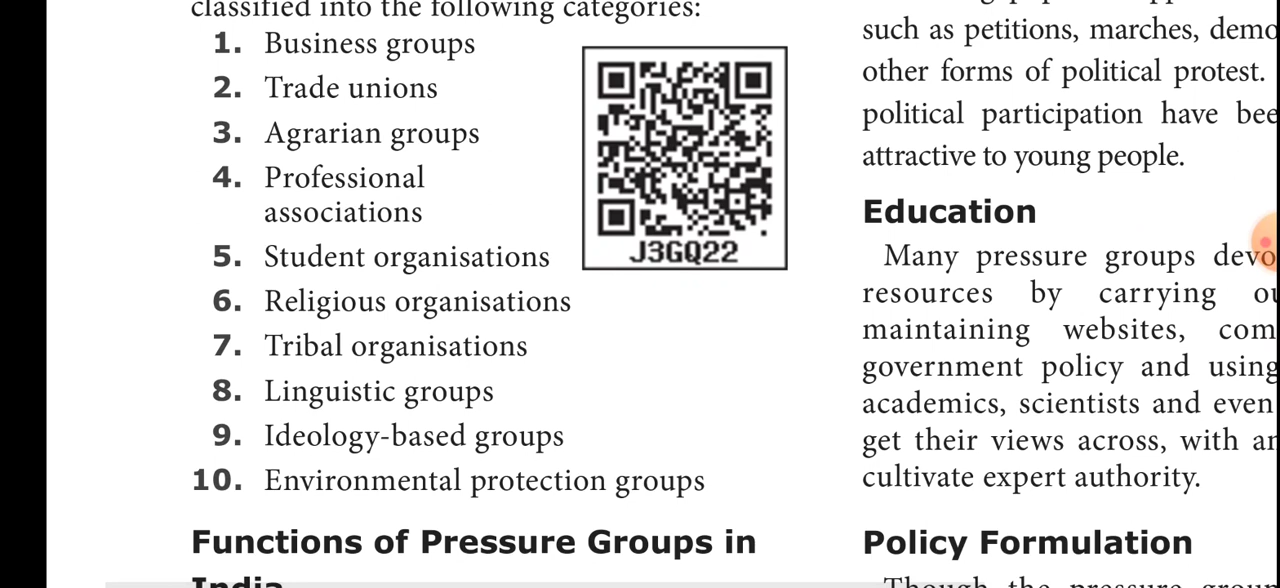 classified into the following categories:
1. Business groups
2. Trade unions
3. Agrarian groups
4. Professional
associations
5. Student organisations
6. Religious organisations
7. Tribal organisations
8. Linguistic groups
9. Ideology-based groups
10. Environmental protection groups
J3GQ22
Functions of Pressure Groups in
India
such as petitions, marches,
other forms of political protest.
political participation have
attractive to young people.
Education
Many pressure groups
resources by carrying
maintaining websites,
government policy and using
academics, scientists and even
get their views across, with
cultivate expert authority.
Policy Formulation
Though the pressure